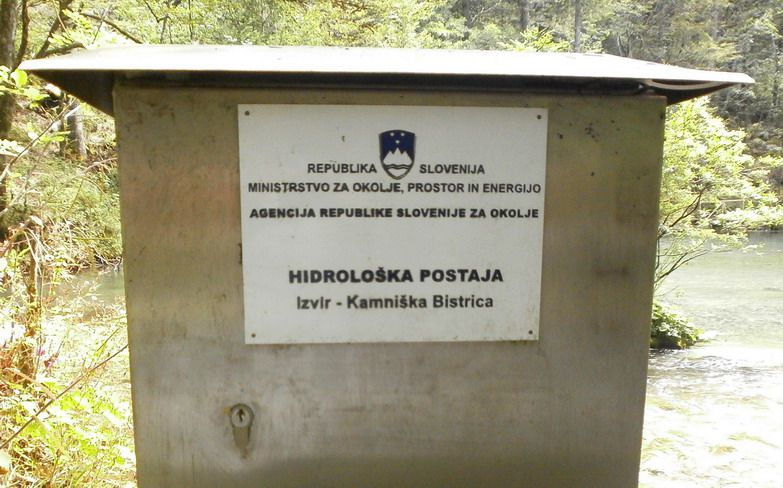 REPUBLIKA SLOVENIJA
MINISTRSTVO ZA OKOLJE, PROSTOR IN ENERGIJO
AGENCIJA REPUBLIKE SLOVENIJE ZA OKOLJE
HIDROLOŠKA POSTAJA
Izvir - Kamniška Bistrica